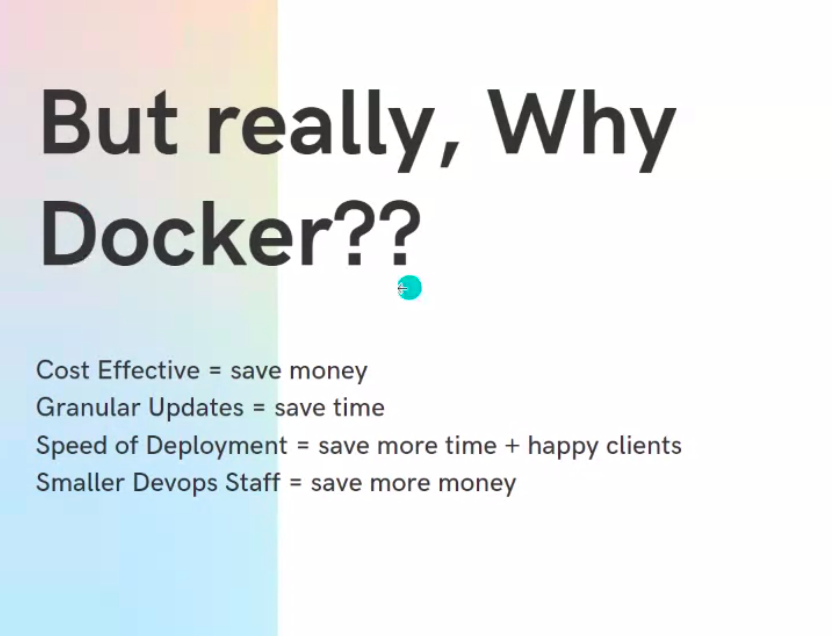 But really, Why
Docker??
Cost Effective = save money
Granular Updates = save time
Speed of Deployment = save more time + happy clients
Smaller Devops Staff = save more money